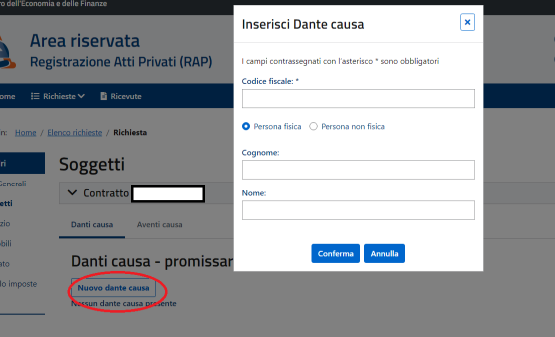 ro dell'Economia e delle Finanze
Area riservata
Registrazione Atti Privati (RAP)
ome Richieste Ricevute
in: Home / Elenco richieste / Richiesta
ri
Generali
etti
zio
bili
ato
lo imposte
Soggetti
Contratto
Danti causa Aventi causa
Danti causa - promissar
Nuovo dante causa
Nessun dante causa presente
Inserisci Dante causa
×
I campi contrassegnati con l'asterisco * sono obbligatori
Codice fiscale: *
Persona fisica Persona non fisica
Cognome:
Nome:
Conferma Annulla